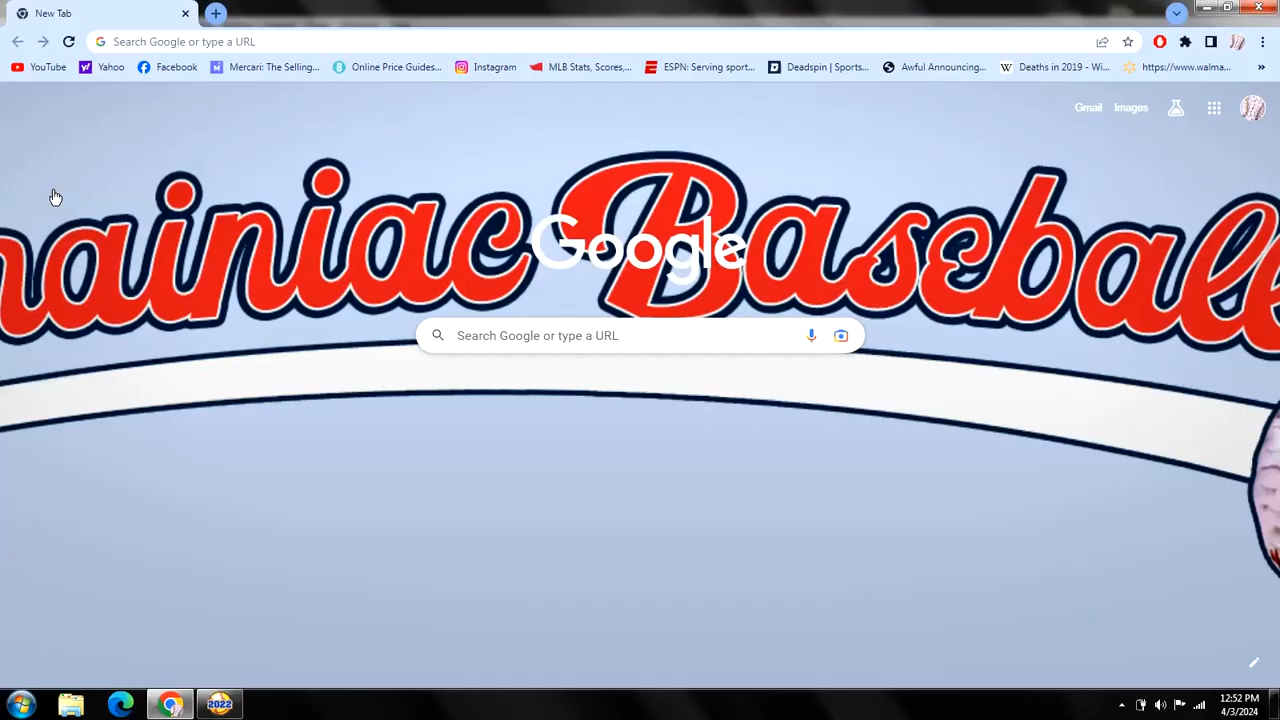 New Tab
Search Google or type a URL
YouTube Yahoo Facebook Mercari: The Selling... Online Price Guides... Instagram MLB Stats, Scores,... ESPN: Serving sport... Deadspin | Sports... Awful Announcing... Deaths in 2019 - Wi... https://www.walma... »
Gmail Images
ainiac Baseball
Google
Search Google or type a URL
2022
12:52 PM
4/3/2024